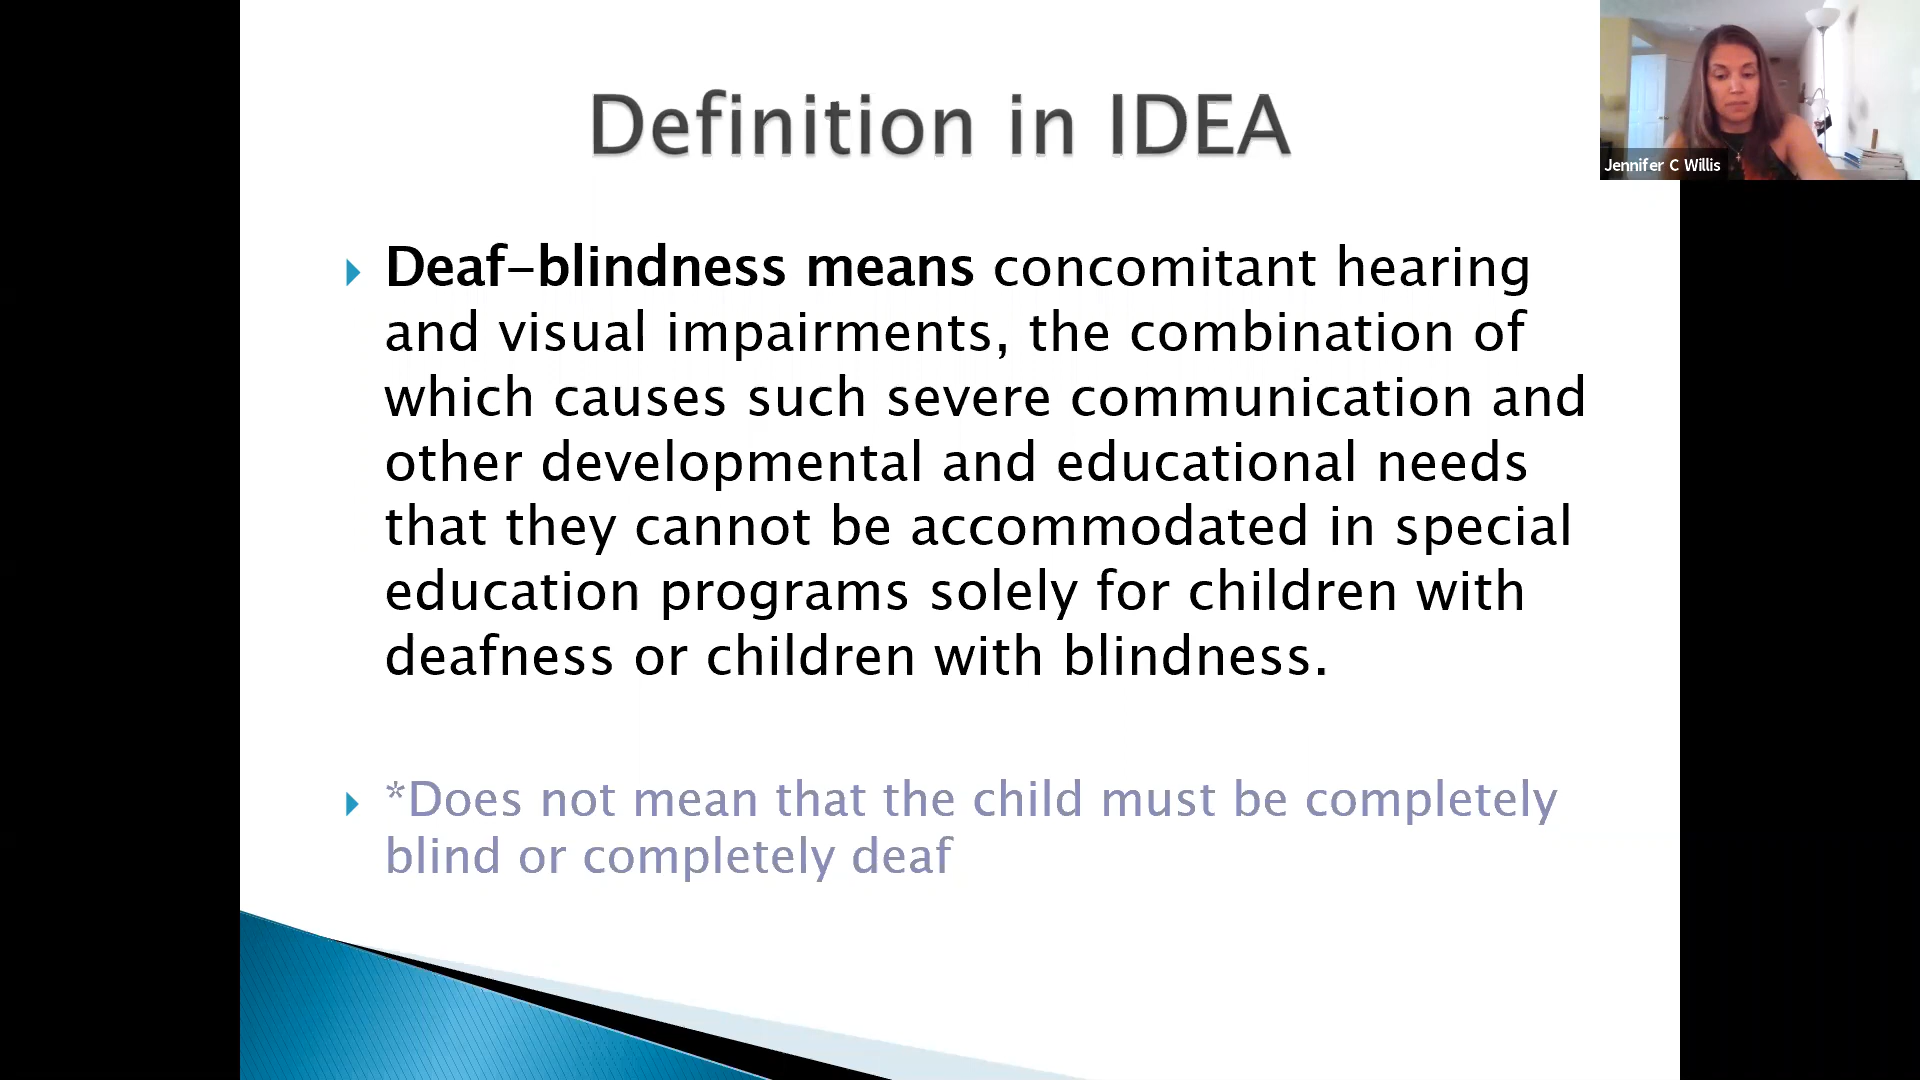 Definition in IDEA
Jennifer C Willis
Deaf-blindness means concomitant hearing
and visual impairments, the combination of
which causes such severe communication and
other developmental and educational needs
that they cannot be accommodated in special
education programs solely for children with
deafness or children with blindness.
*Does not mean that the child must be completely
blind or completely deaf